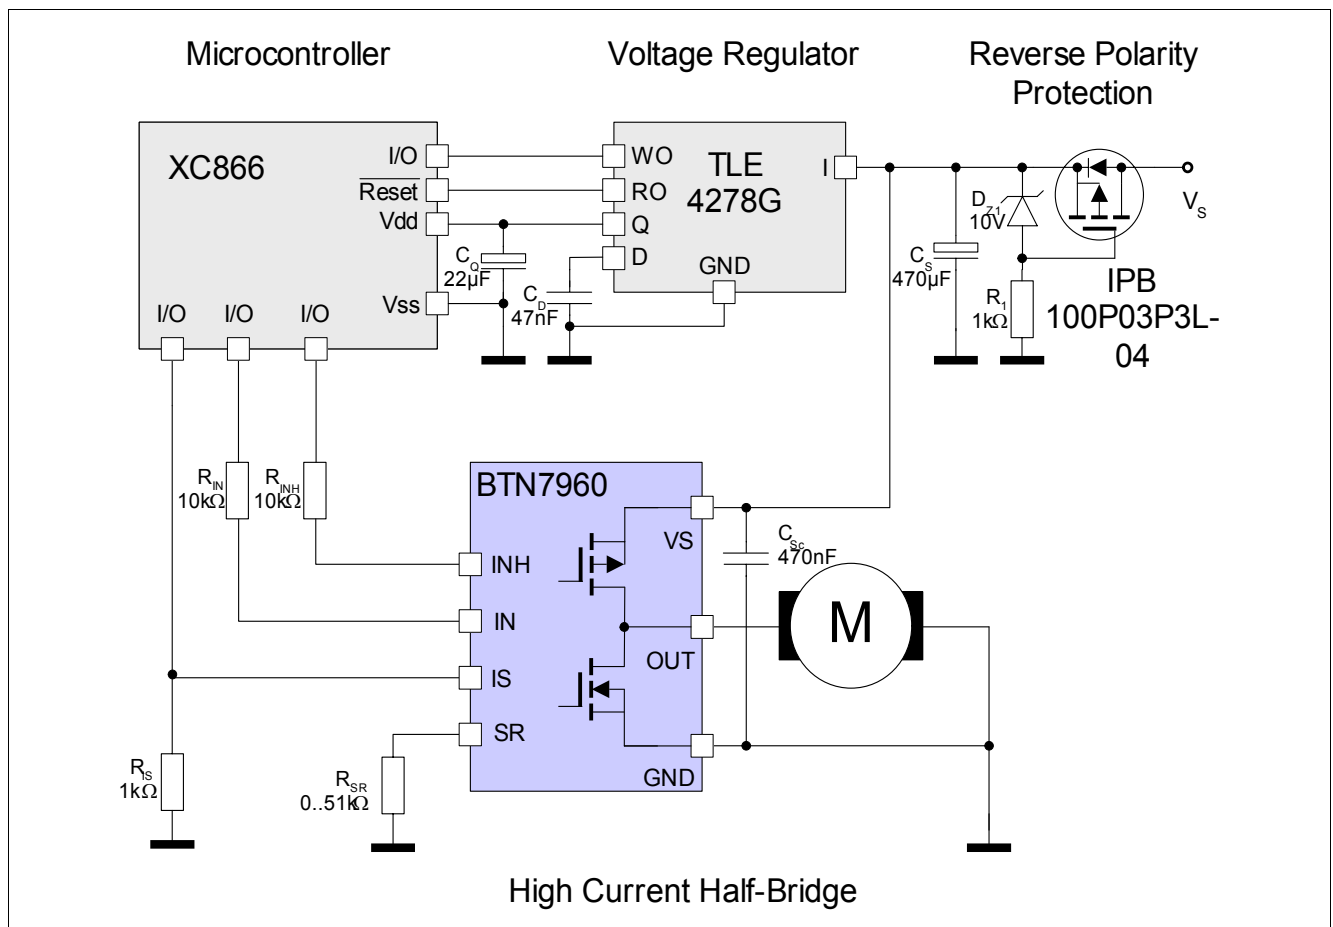 Microcontroller
Voltage Regulator
Reverse Polarity
Protection
XC866
I/O
Reset
Vdd
Vss
I/O
I/O
I/O
WO
RO
Q
D
TLE
4278G
I
GND
C_Q
22µF
C_D
47nF
C_S
470µF
D_Z1
10V
R_1
1kΩ
V_S
IPB
100P03P3L-
04
R_IN
10kΩ
R_INH
10kΩ
BTN7960
INH
IN
IS
SR
VS
OUT
GND
C_Sc
470nF
M
R_IS
1kΩ
R_SR
0..51kΩ
High Current Half-Bridge